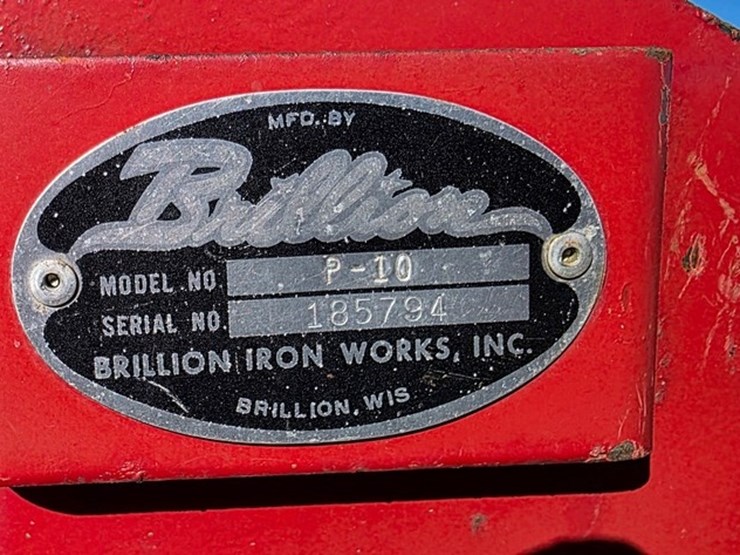 MFD. BY
Brillion
MODEL NO P-10
SERIAL NO. 185794
BRILLION IRON WORKS, INC.
BRILLION, WIS